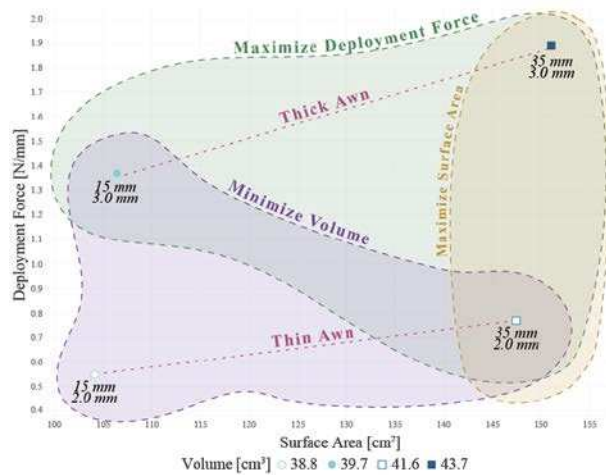 2.0
1.9
1.8
1.7
1.6
1.5
1.4
1.3
1.2
1.1
1.0
0.9
0.8
0.7
0.6
0.5
0.4
Deployment Force [N/mm]
Maximize Deployment Force
35 mm
3.0 mm
Thick Awn
Maximize Surface Area
15 mm
3.0 mm
Minimize Volume
35 mm
2.0 mm
Thin Awn
15 mm
2.0 mm
100 105 110 115 120 125 130 135 140 145 150 155
Surface Area [cm²]
Volume [cm³] 38.8 39.7 41.6 43.7